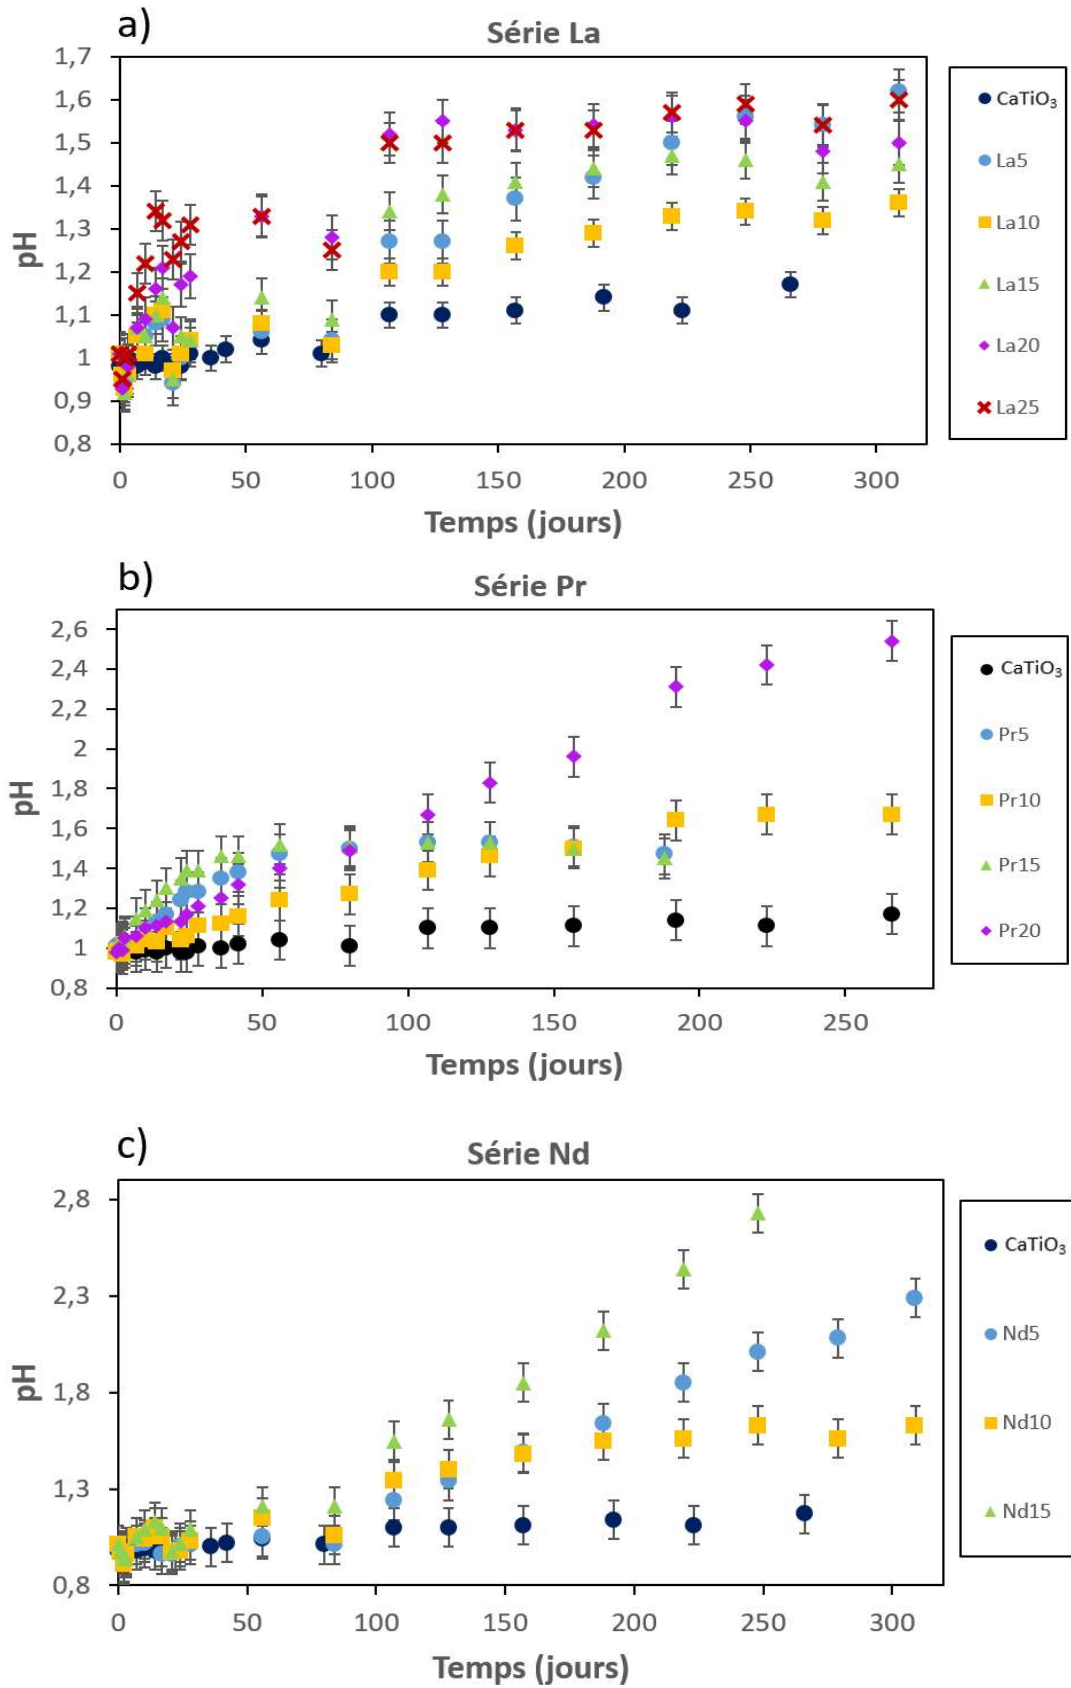 a)
Série La
1,7
1,6
1,5
1,4
1,3
1,2
1,1
1
0,9
0,8
pH
0 50 100 150 200 250 300
Temps (jours)
CaTiO₃
La5
La10
La15
La20
La25
b)
Série Pr
2,6
2,4
2,2
2
1,8
1,6
1,4
1,2
1
0,8
pH
0 50 100 150 200 250
Temps (jours)
CaTiO₃
Pr5
Pr10
Pr15
Pr20
c)
Série Nd
2,8
2,3
1,8
1,3
0,8
pH
0 50 100 150 200 250 300
Temps (jours)
CaTiO₃
Nd5
Nd10
Nd15